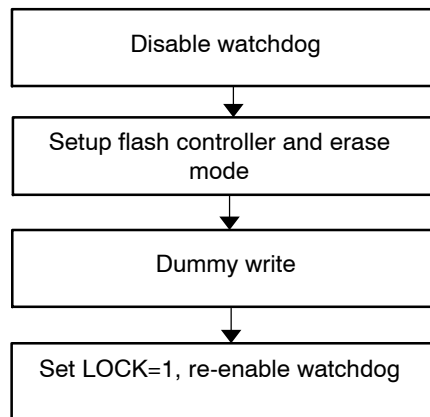 Disable watchdog
Setup flash controller and erase
mode
Dummy write
Set LOCK=1, re-enable watchdog